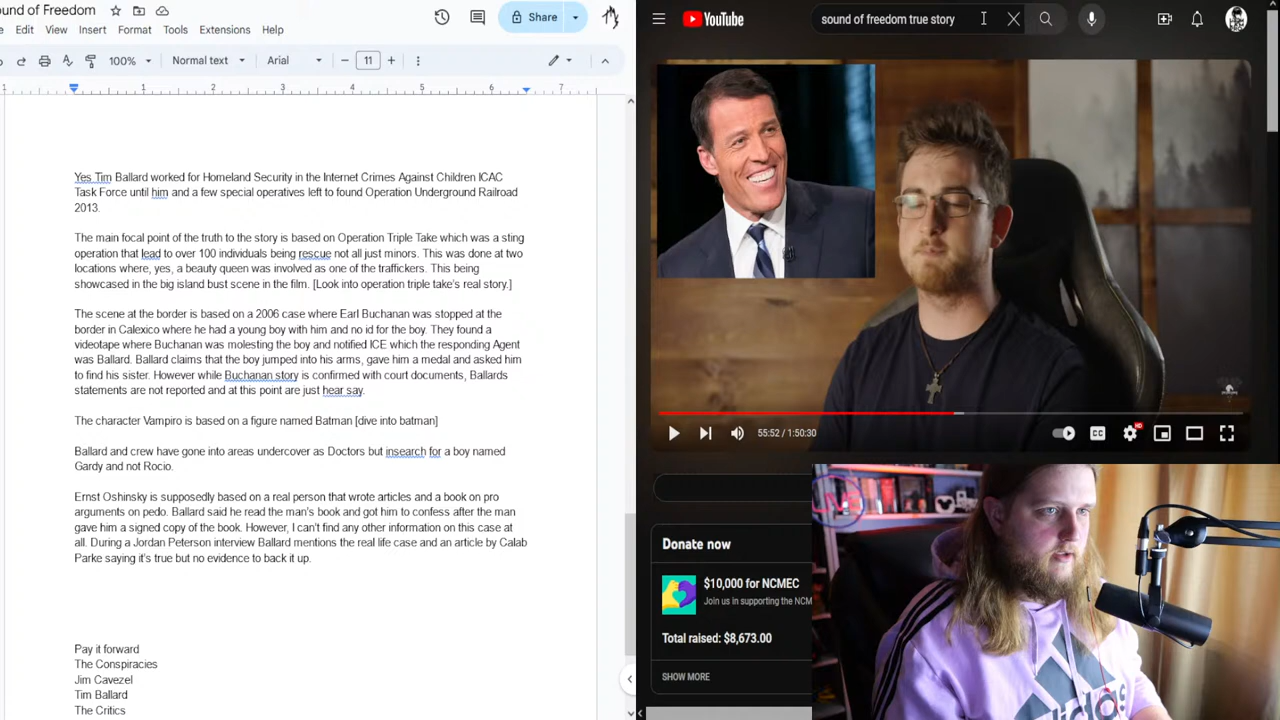 ound of Freedom
Share
Edit View Insert Format Tools Extensions Help
100% Normal text Arial 11
1 1 2 3 4 5 6 7
Yes Tim Ballard worked for Homeland Security in the Internet Crimes Against Children ICAC
Task Force until him and a few special operatives left to found Operation Underground Railroad
2013.
The main focal point of the truth to the story is based on Operation Triple Take which was a sting
operation that lead to over 100 individuals being rescue not all just minors. This was done at two
locations where, yes, a beauty queen was involved as one of the traffickers. This being
showcased in the big island bust scene in the film. [Look into operation triple take's real story.]
The scene at the border is based on a 2006 case where Earl Buchanan was stopped at the
border in Calexico where he had a young boy with him and no id for the boy. They found a
videotape where Buchanan was molesting the boy and notified ICE which the responding Agent
was Ballard. Ballard claims that the boy jumped into his arms, gave him a medal and asked him
to find his sister. However while Buchanan story is confirmed with court documents, Ballards
statements are not reported and at this point are just hear say.
The character Vampiro is based on a figure named Batman [dive into batman]
Ballard and crew have gone into areas undercover as Doctors but insearch for a boy named
Gardy and not Rocio.
Ernst Oshinsky is supposedly based on a real person that wrote articles and a book on pro
arguments on pedo. Ballard said he read the man's book and got him to confess after the man
gave him a signed copy of the book. However, I can't find any other information on this case at
all. During a Jordan Peterson interview Ballard mentions the real life case and an article by Calab
Parke saying it's true but no evidence to back it up.
Pay it forward
The Conspiracies
Jim Cavezel
Tim Ballard
The Critics
YouTube
sound of freedom true story
55:52 / 1:50:30
CC
HD
Donate now
$10,000 for NCMEC
Join us in supporting the NCM
Total raised: $8,673.00
SHOW MORE
LIVE